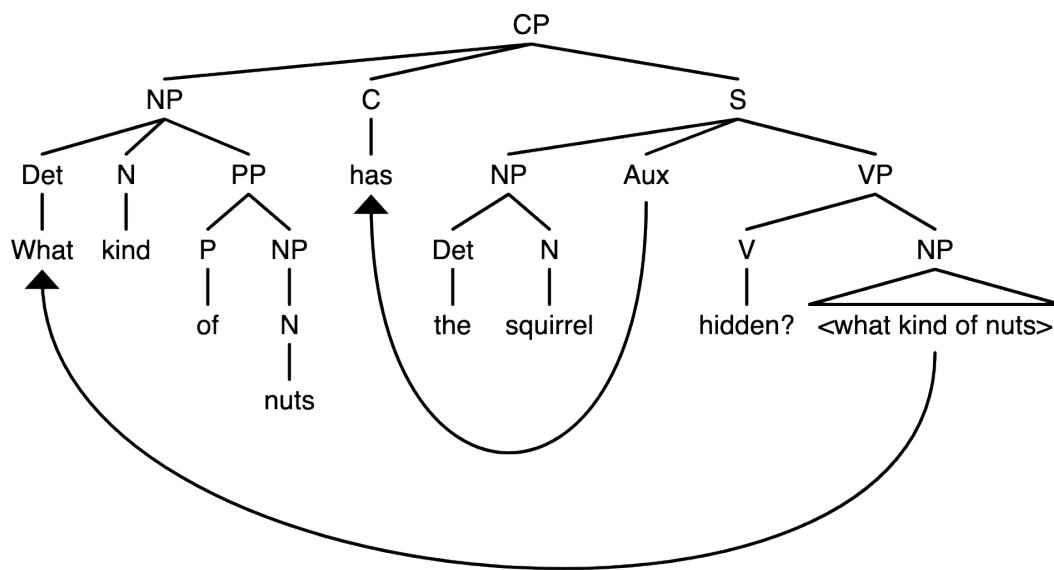 CP
NP C S
Det N PP has NP Aux VP
What kind P NP Det N V NP
of N the squirrel hidden? <what kind of nuts>
nuts